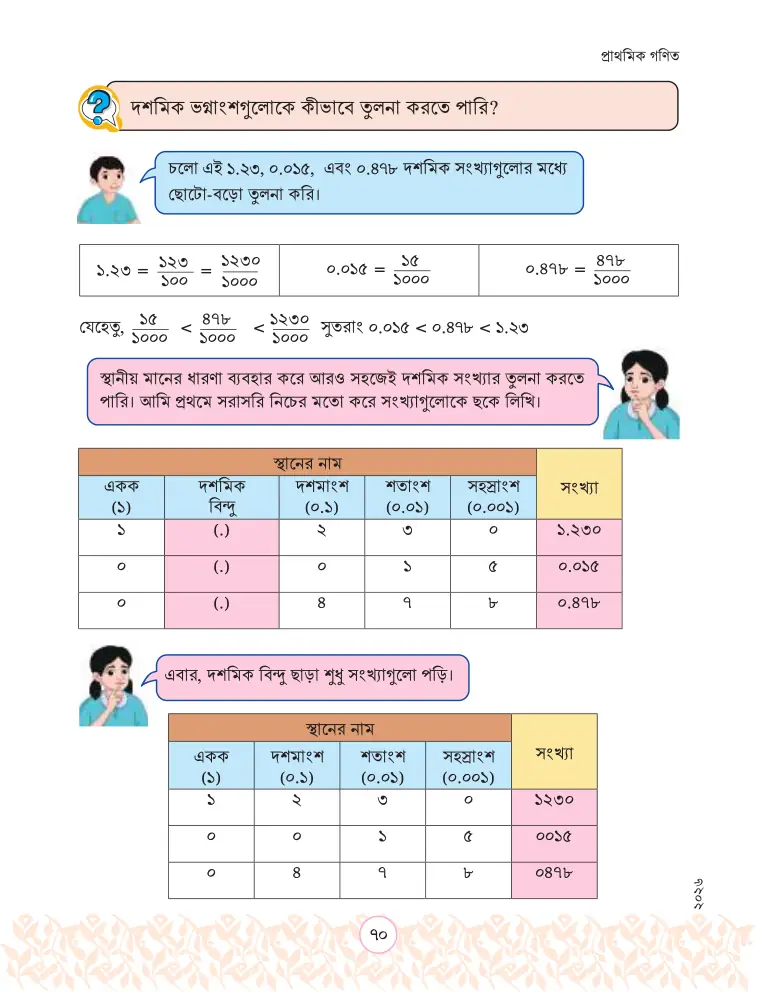 প্রাথমিক গণিত
দশমিক ভগ্নাংশগুলোকে কীভাবে তুলনা করতে পারি?
চলো এই ১.২৩, ০.০১৫, এবং ০.৪৭৮ দশমিক সংখ্যাগুলোর মধ্যে
ছোটো-বড়ো তুলনা করি।
১.২৩ = ১২৩/১০০ = ১২৩০/১০০০
০.০১৫ = ১৫/১০০০
০.৪৭৮ = ৪৭৮/১০০০
যেহেতু, ১৫/১০০০ < ৪৭৮/১০০০ < ১২৩০/১০০০ সুতরাং ০.০১৫ < ০.৪৭৮ < ১.২৩
স্থানীয় মানের ধারণা ব্যবহার করে আরও সহজেই দশমিক সংখ্যার তুলনা করতে
পারি। আমি প্রথমে সরাসরি নিচের মতো করে সংখ্যাগুলোকে ছকে লিখি।
স্থানের নাম সংখ্যা
একক দশমিক দশমাংশ শতাংশ সহস্রাংশ
(১) বিন্দু (০.১) (০.০১) (০.০০১)
১ (.) ২ ৩ ০ ১.২৩০
০ (.) ০ ১ ৫ ০.০১৫
০ (.) ৪ ৭ ৮ ০.৪৭৮
এবার, দশমিক বিন্দু ছাড়া শুধু সংখ্যাগুলো পড়ি।
স্থানের নাম সংখ্যা
একক দশমাংশ শতাংশ সহস্রাংশ
(১) (০.১) (০.০১) (০.০০১)
১ ২ ৩ ০ ১২৩০
০ ০ ১ ৫ ০০১৫
০ ৪ ৭ ৮ ০৪৭৮
২০২৬
৭০